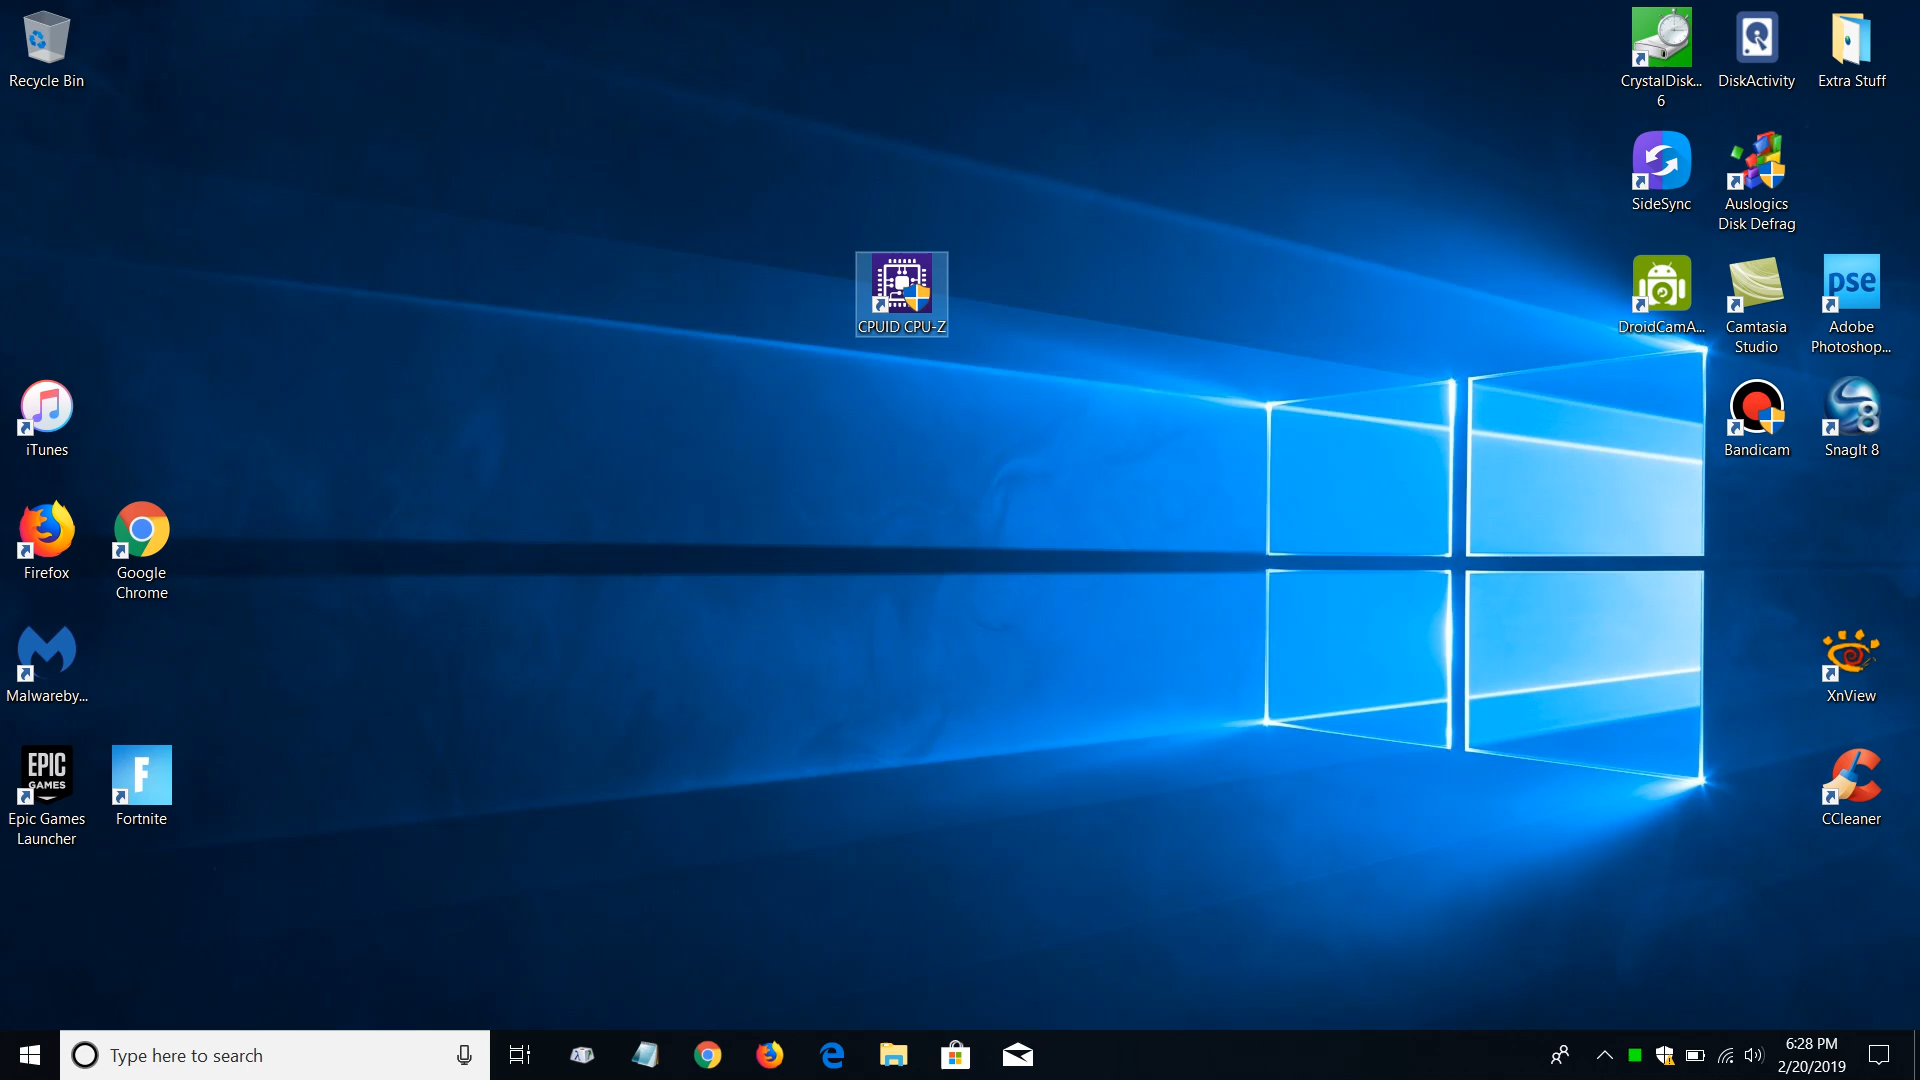 Recycle Bin
CrystalDisk...
6
DiskActivity
Extra Stuff
SideSync
Auslogics
Disk Defrag
CPUID CPU-Z
DroidCamA...
Camtasia
Studio
pse
Adobe
Photoshop...
iTunes
Bandicam
8
SnagIt 8
Firefox
Google
Chrome
Malwareby...
XnView
EPIC
GAMES
Epic Games
Launcher
F
Fortnite
CCleaner
Type here to search
6:28 PM
2/20/2019